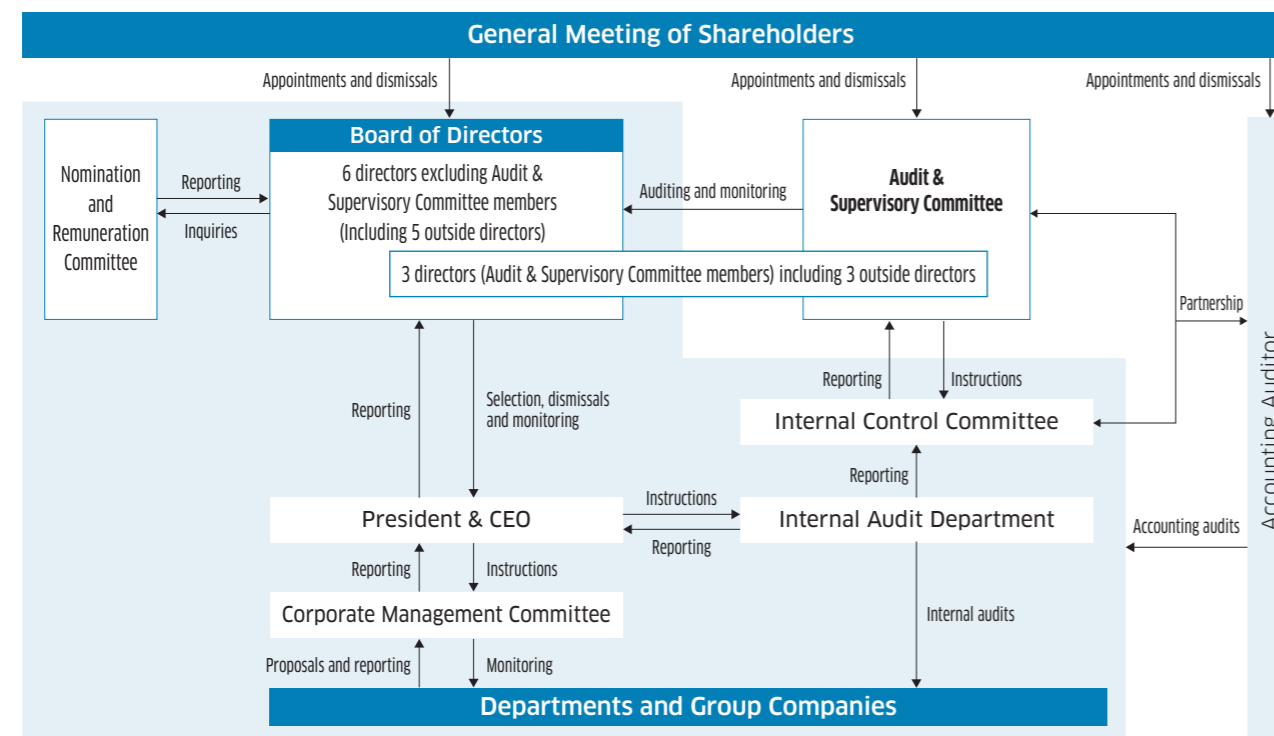 General Meeting of Shareholders
Appointments and dismissals
Appointments and dismissals
Appointments and dismissals
Nomination
and
Remuneration
Committee
Reporting
Inquiries
Board of Directors
6 directors excluding Audit &
Supervisory Committee members
(Including 5 outside directors)
Auditing and monitoring
Audit &
Supervisory Committee
3 directors (Audit & Supervisory Committee members) including 3 outside directors
Partnership
Accounting Auditor
Reporting
Selection, dismissals
and monitoring
Reporting
Instructions
Internal Control Committee
Reporting
President & CEO
Instructions
Reporting
Internal Audit Department
Accounting audits
Reporting
Instructions
Corporate Management Committee
Internal audits
Proposals and reporting
Monitoring
Departments and Group Companies